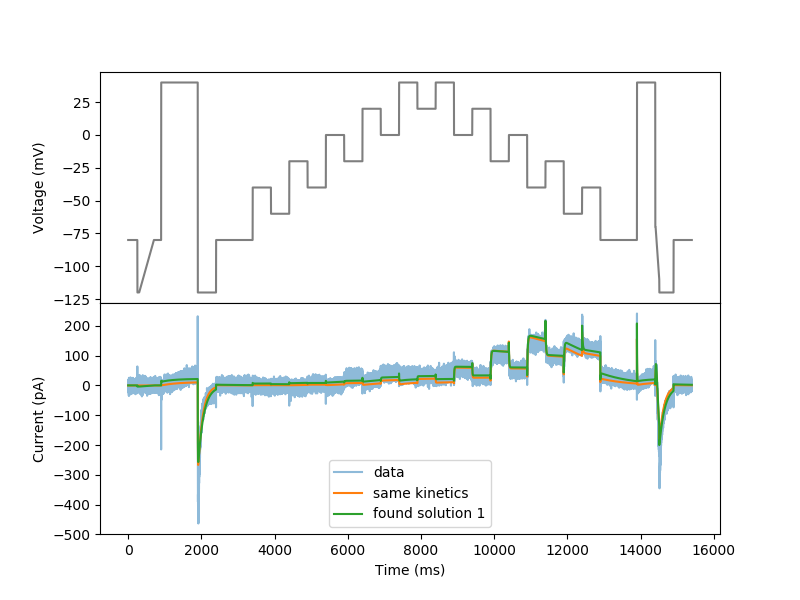 25
0
−25
−50
−75
−100
−125
Voltage (mV)
200
100
0
−100
−200
−300
−400
−500
Current (pA)
data
same kinetics
found solution 1
0 2000 4000 6000 8000 10000 12000 14000 16000
Time (ms)